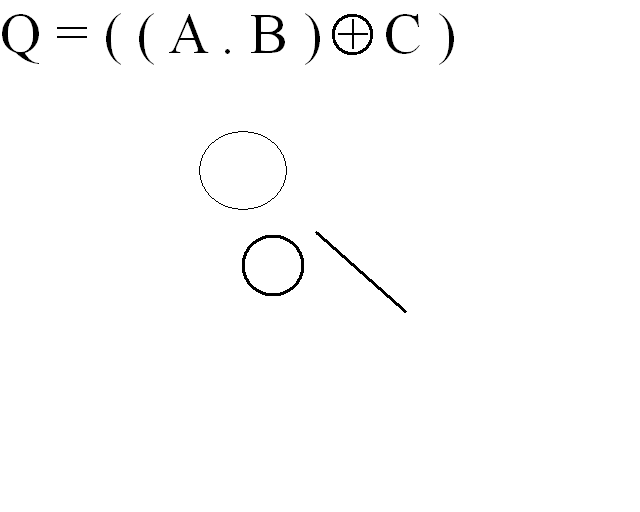 Q = ( ( A . B ) ⊕ C )